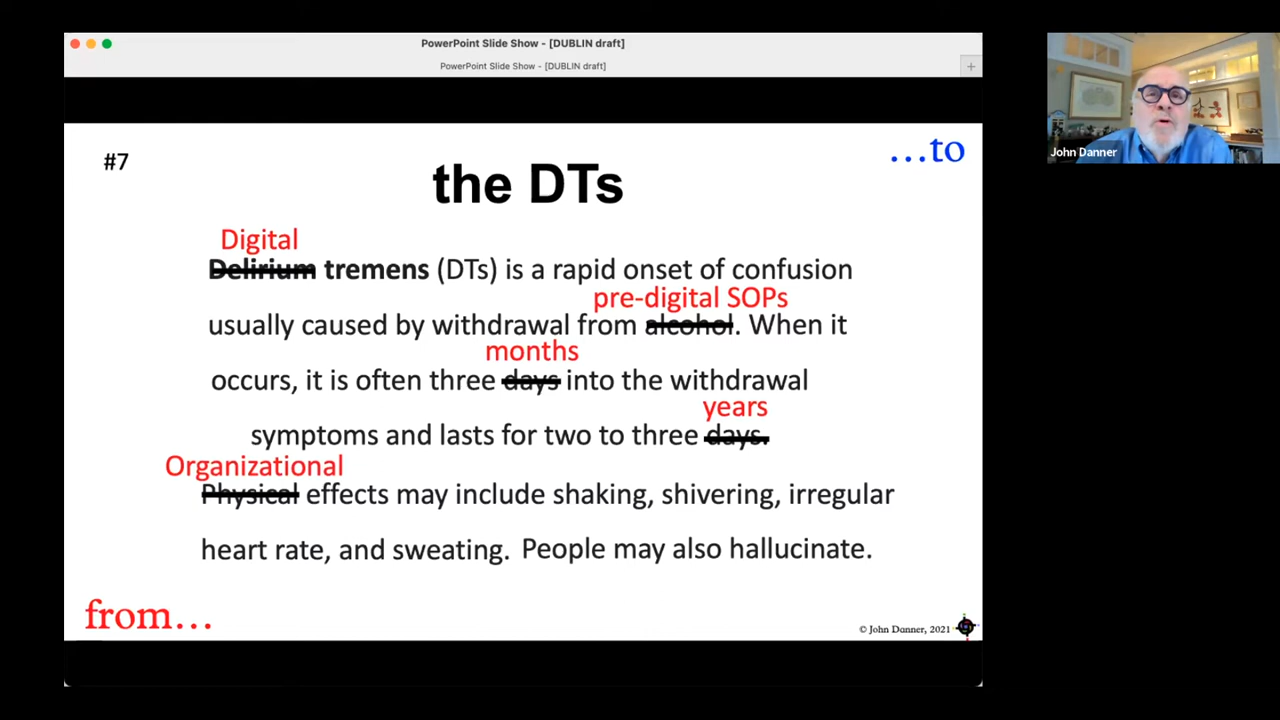 PowerPoint Slide Show - [DUBLIN draft]
PowerPoint Slide Show - [DUBLIN draft]
John Danner
#7
…to
the DTs
Digital
Delirium tremens (DTs) is a rapid onset of confusion
pre-digital SOPs
usually caused by withdrawal from alcohol. When it
months
occurs, it is often three days into the withdrawal
years
symptoms and lasts for two to three days.
Organizational
Physical effects may include shaking, shivering, irregular
heart rate, and sweating. People may also hallucinate.
from…
© John Danner, 2021